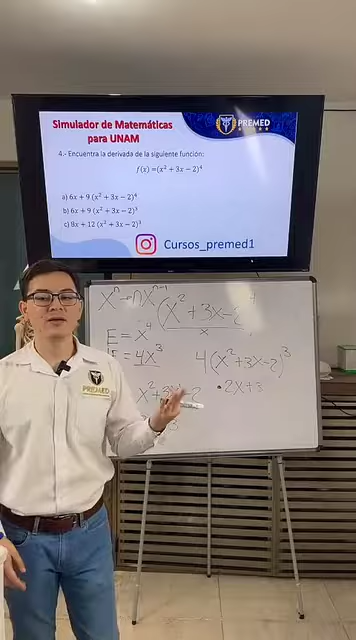 Simulador de Matemáticas
para UNAM
PREMED
4.- Encuentra la derivada de la siguiente función:
f(x) =(x² + 3x − 2)⁴
a) 6x + 9 (x² + 3x − 2)⁴
b) 6x + 9 (x² + 3x − 2)³
c) 8x + 12 (x² + 3x − 2)³
Cursos_premed1
xⁿ = nxⁿ⁻¹
(x² + 3x − 2)⁴
x
E = x⁴
4x³
4(x² + 3x − 2)³
• 2x + 3
PREMED